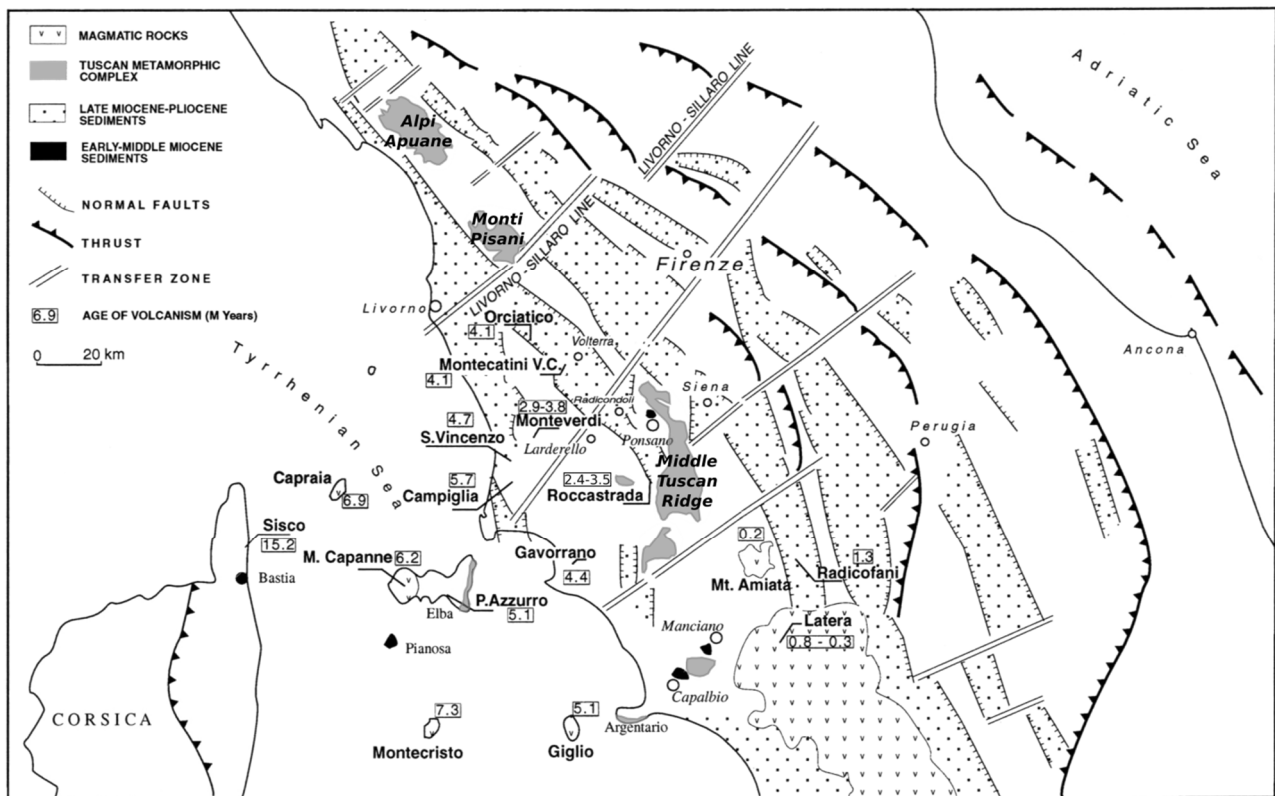 MAGMATIC ROCKS
TUSCAN METAMORPHIC
COMPLEX
LATE MIOCENE-PLIOCENE
SEDIMENTS
EARLY-MIDDLE MIOCENE
SEDIMENTS
NORMAL FAULTS
THRUST
TRANSFER ZONE
6.9 AGE OF VOLCANISM (M Years)
0 20 km
Adriatic Sea
LIVORNO-SILLARO LINE
Alpi
Apuane
Monti
Pisani
LIVORNO-SILLARO LINE
Firenze
Livorno
Orciatico
4.1
Volterra
Ancona
Tyrrhenian Sea
Montecatini V.C.
4.1
Siena
Radicondoli
2.9-3.8
Monteverdi
4.7
S.Vincenzo
Larderello
Ponsano
Perugia
Middle
Tuscan
Ridge
Capraia
6.9
5.7
Campiglia
2.4-3.5
Roccastrada
Sisco
15.2
Bastia
M. Capanne
6.2
Gavorrano
4.4
0.2
Mt. Amiata
1.3
Radicofani
Elba
P.Azzurro
5.1
Pianosa
Manciano
Latera
0.8 - 0.3
Capalbio
CORSICA
7.3
Montecristo
5.1
Giglio
Argentario